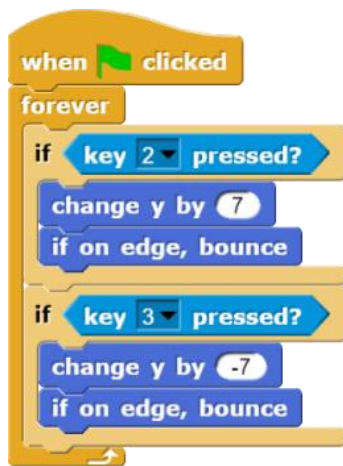 when clicked
forever
if key 2 pressed?
change y by 7
if on edge, bounce
if key 3 pressed?
change y by -7
if on edge, bounce